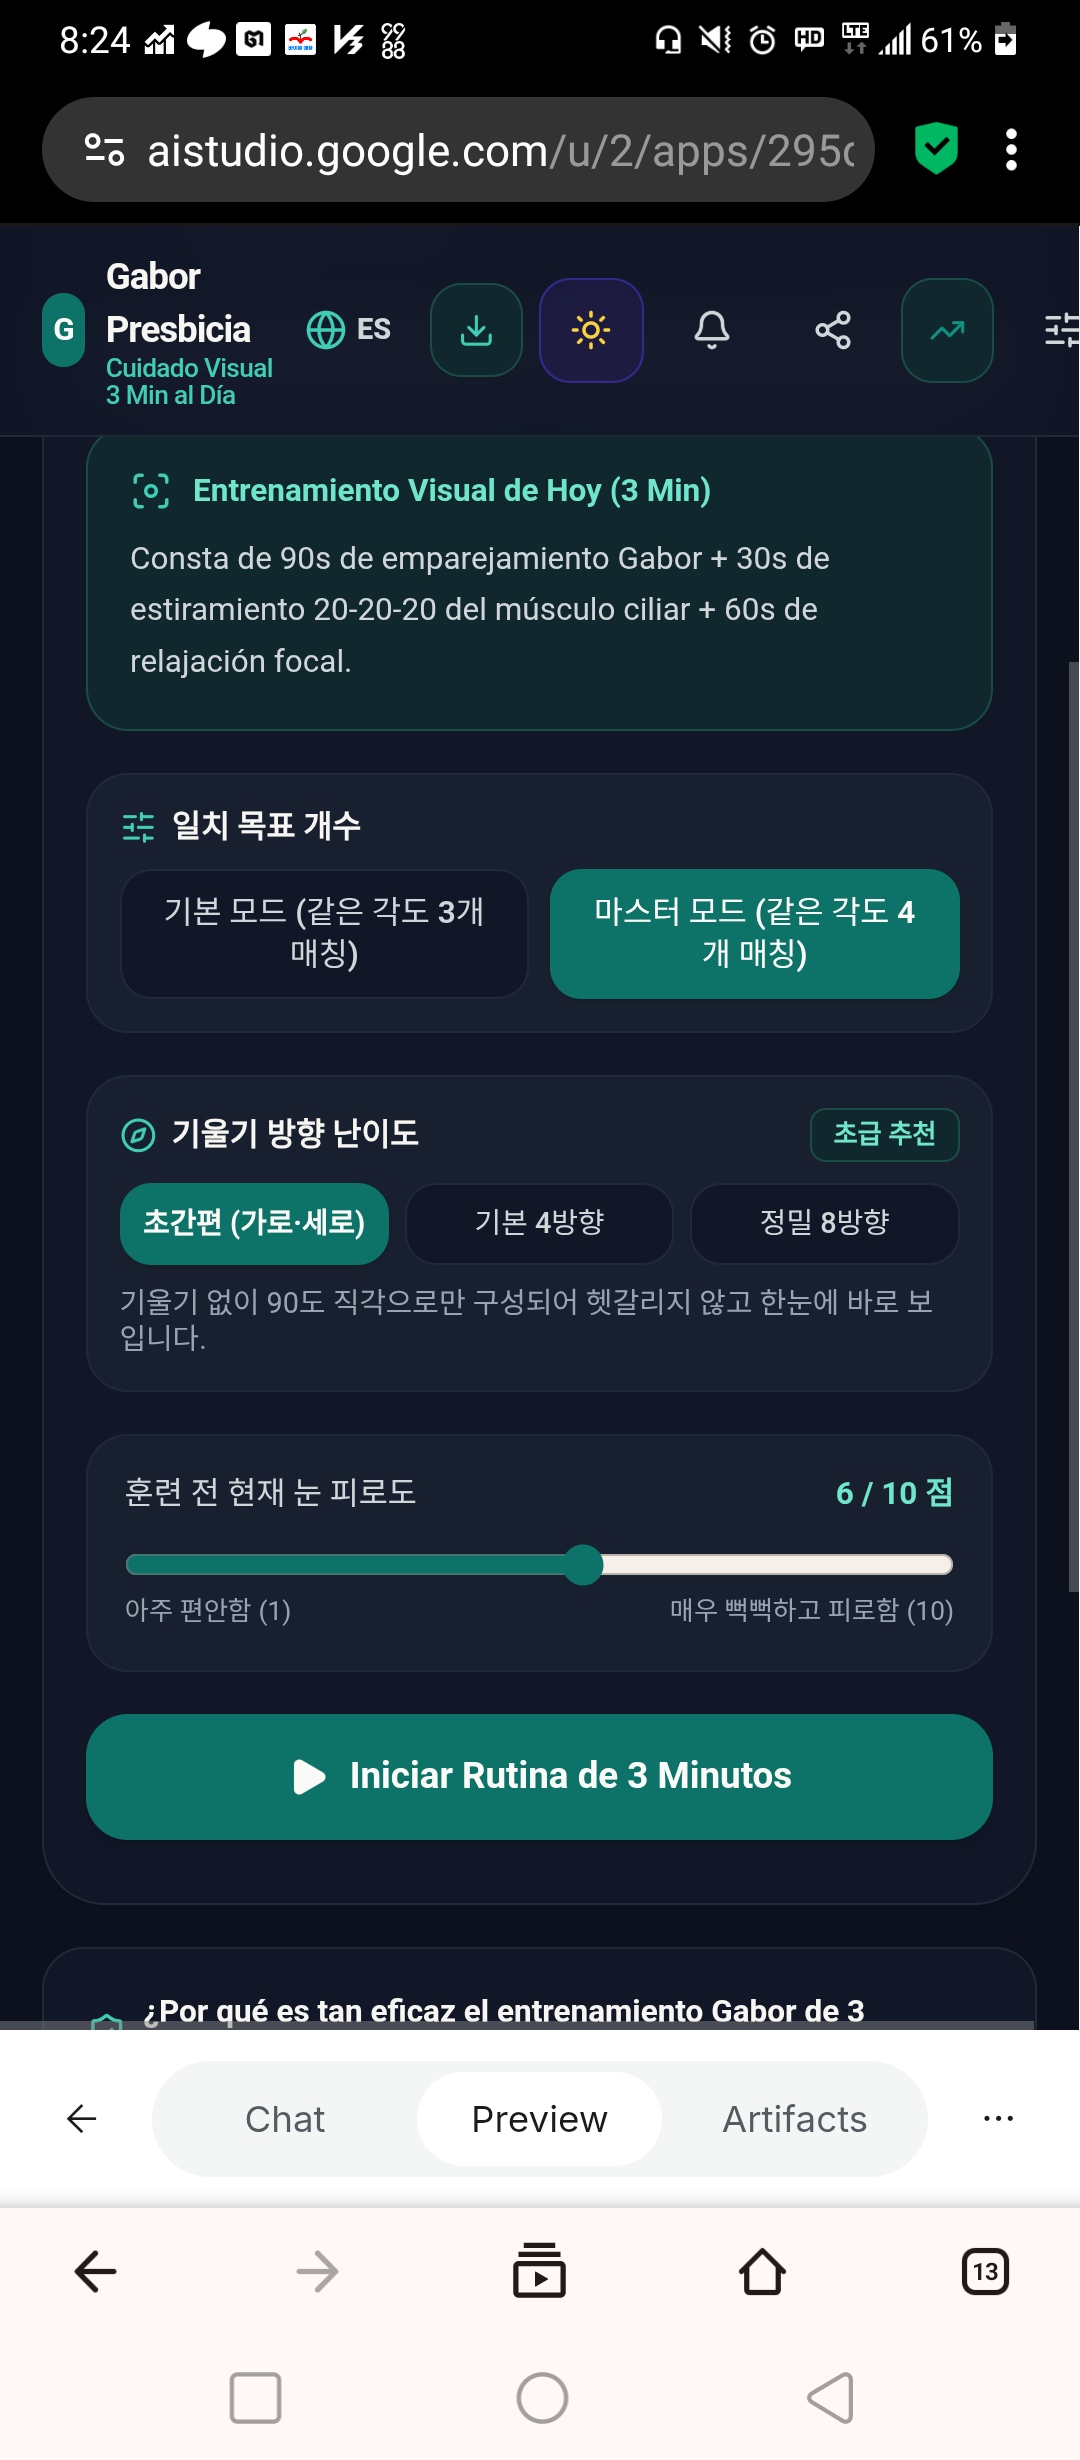 8:24
61%
aistudio.google.com/u/2/apps/295
Gabor
Presbicia
Cuidado Visual
3 Min al Día
G
ES
Entrenamiento Visual de Hoy (3 Min)
Consta de 90s de emparejamiento Gabor + 30s de
estiramiento 20-20-20 del músculo ciliar + 60s de
relajación focal.
일치 목표 개수
기본 모드 (같은 각도 3개
매칭)
마스터 모드 (같은 각도 4
개 매칭)
기울기 방향 난이도
초급 추천
초간편 (가로·세로)
기본 4방향
정밀 8방향
기울기 없이 90도 직각으로만 구성되어 헷갈리지 않고 한눈에 바로 보
입니다.
훈련 전 현재 눈 피로도
6 / 10 점
아주 편안함 (1)
매우 뻑뻑하고 피로함 (10)
Iniciar Rutina de 3 Minutos
¿Por qué es tan eficaz el entrenamiento Gabor de 3
Chat
Preview
Artifacts
13